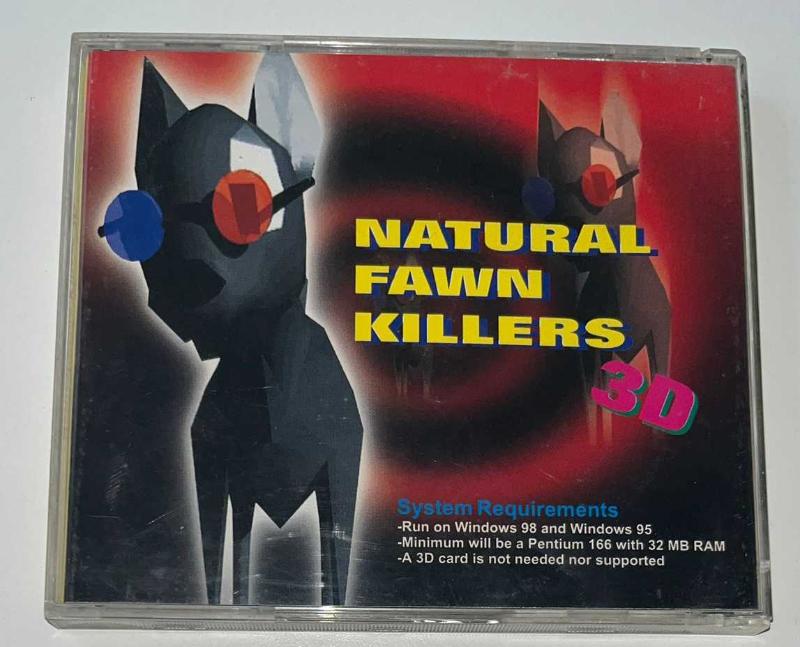 NATURAL
FAWN
KILLERS
3D
System Requirements
-Run on Windows 98 and Windows 95
-Minimum will be a Pentium 166 with 32 MB RAM
-A 3D card is not needed nor supported